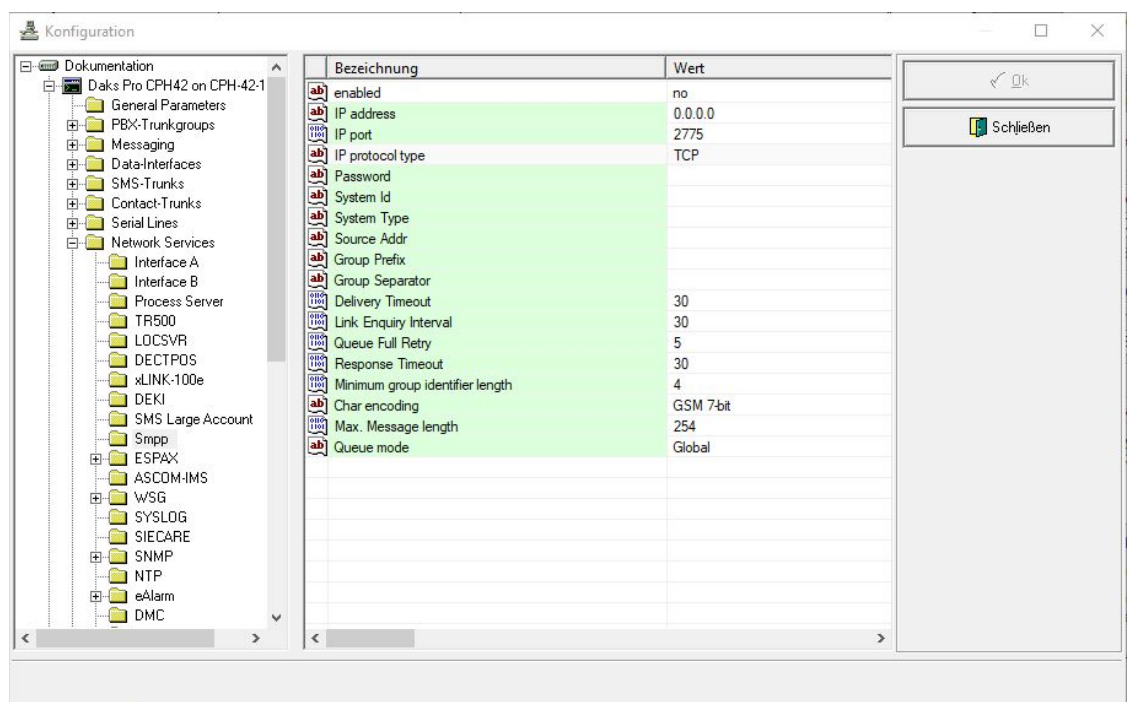 Konfiguration
Dokumentation
Daks Pro CPH42 on CPH-42-1
General Parameters
PBX-Trunkgroups
Messaging
Data-Interfaces
SMS-Trunks
Contact-Trunks
Serial Lines
Network Services
Interface A
Interface B
Process Server
TR500
LOCSVR
DECTPOS
xLINK-100e
DEKI
SMS Large Account
Smpp
ESPAX
ASCOM-IMS
WSG
SYSLOG
SIECARE
SNMP
NTP
eAlarm
DMC
Bezeichnung Wert
enabled no
IP address 0.0.0.0
IP port 2775
IP protocol type TCP
Password
System Id
System Type
Source Addr
Group Prefix
Group Separator
Delivery Timeout 30
Link Enquiry Interval 30
Queue Full Retry 5
Response Timeout 30
Minimum group identifier length 4
Char encoding GSM 7-bit
Max. Message length 254
Queue mode Global
Ok
Schließen